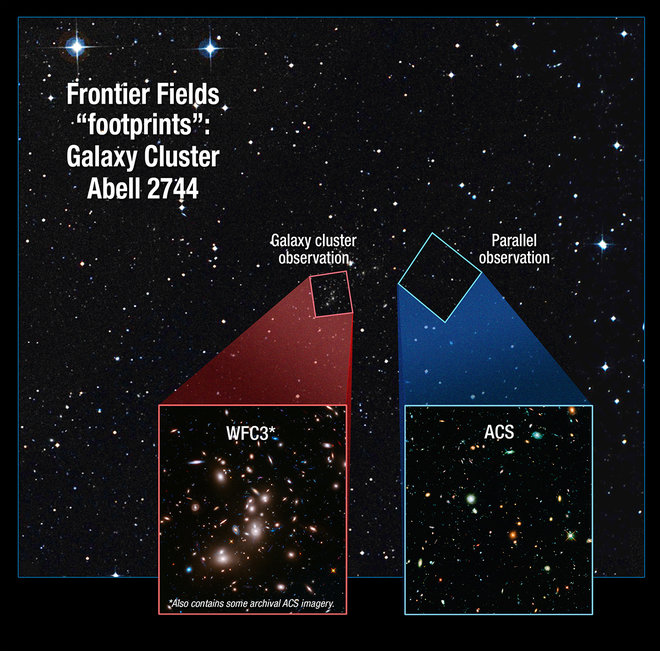 Frontier Fields
“footprints”:
Galaxy Cluster
Abell 2744
Galaxy cluster
observation
Parallel
observation
WFC3*
ACS
*Also contains some archival ACS imagery.